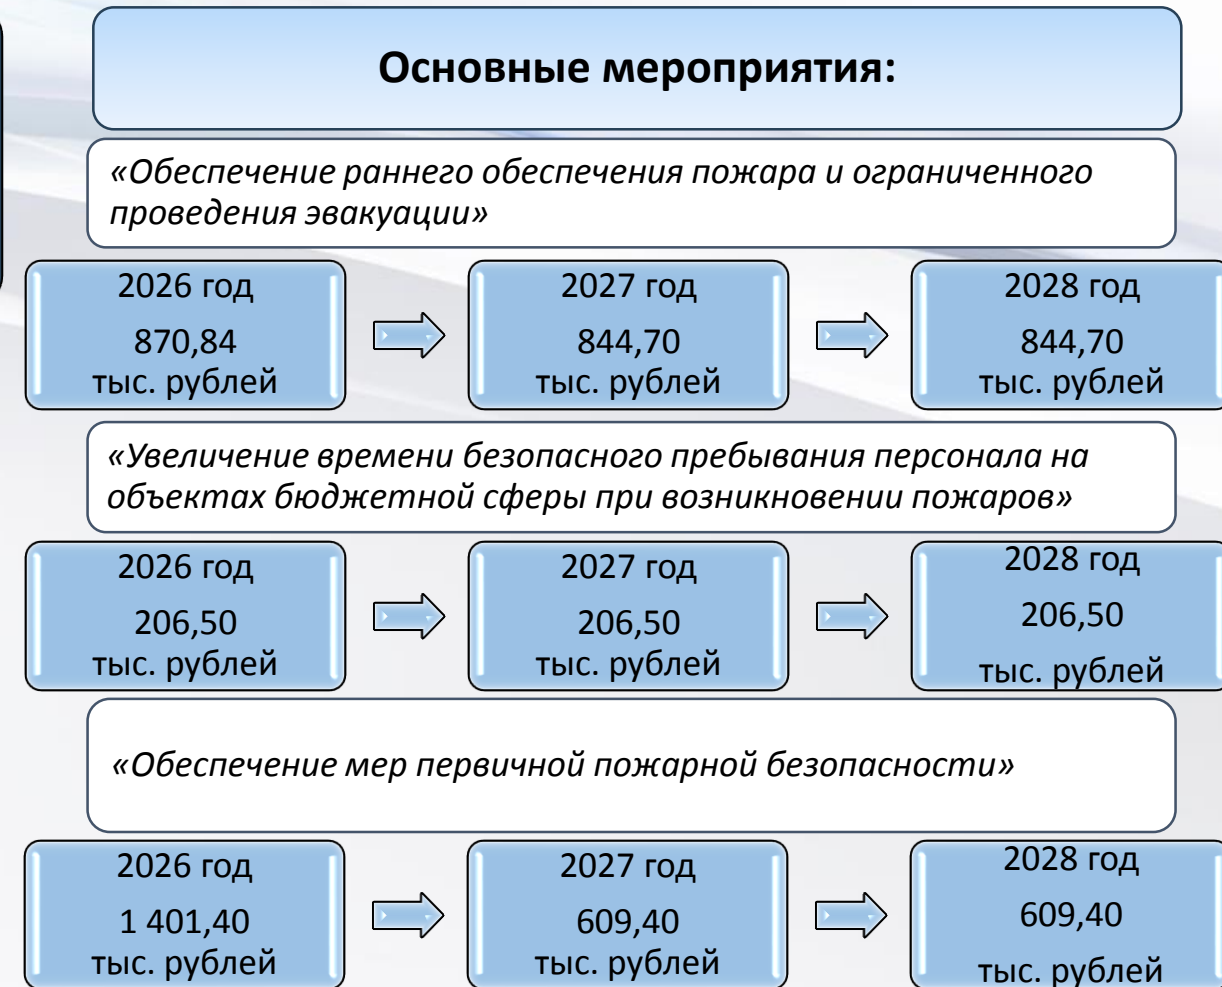 Основные мероприятия:
«Обеспечение раннего обеспечения пожара и ограниченного
проведения эвакуации»
2026 год
870,84
тыс. рублей
2027 год
844,70
тыс. рублей
2028 год
844,70
тыс. рублей
«Увеличение времени безопасного пребывания персонала на
объектах бюджетной сферы при возникновении пожаров»
2026 год
206,50
тыс. рублей
2027 год
206,50
тыс. рублей
2028 год
206,50
тыс. рублей
«Обеспечение мер первичной пожарной безопасности»
2026 год
1 401,40
тыс. рублей
2027 год
609,40
тыс. рублей
2028 год
609,40
тыс. рублей